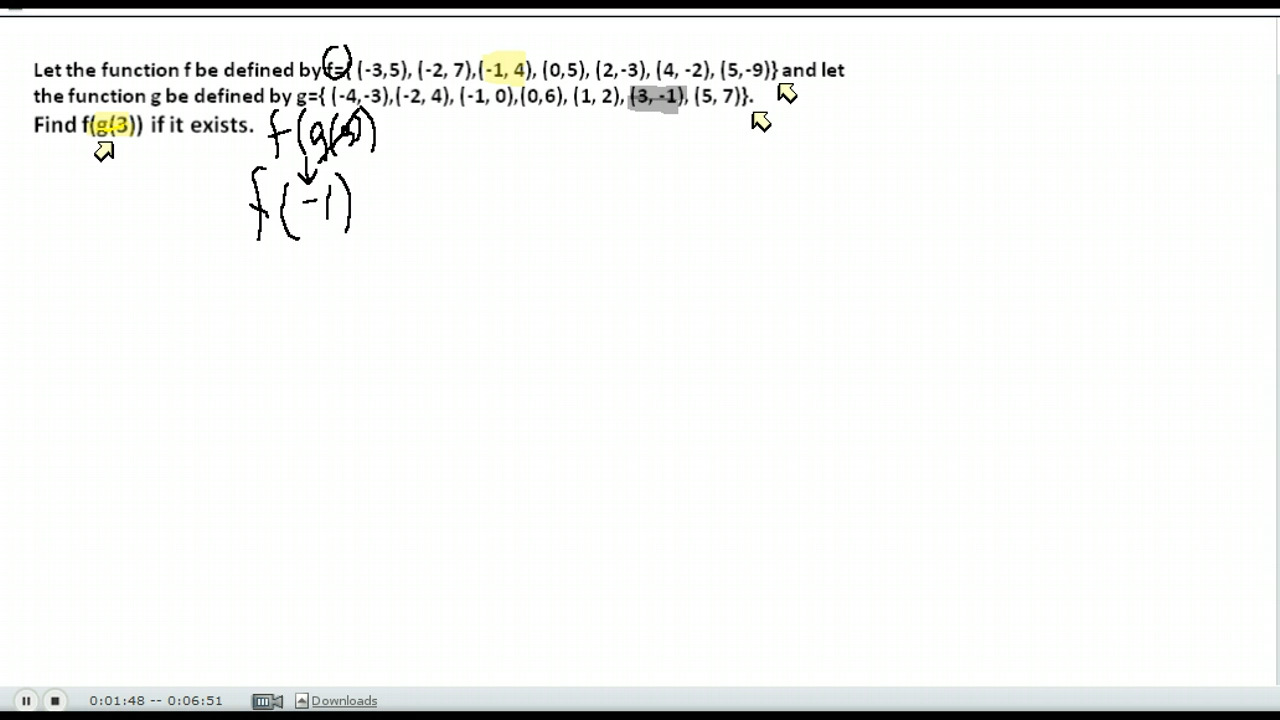 Let the function f be defined by f={ (-3,5), (-2, 7),(-1, 4), (0,5), (2,-3), (4, -2), (5,-9)} and let
the function g be defined by g={ (-4,-3),(-2, 4), (-1, 0),(0,6), (1, 2), (3, -1), (5, 7)}.
Find f(g(3)) if it exists.
f(g(3))
f(-1)
0:01:48 -- 0:06:51 Downloads